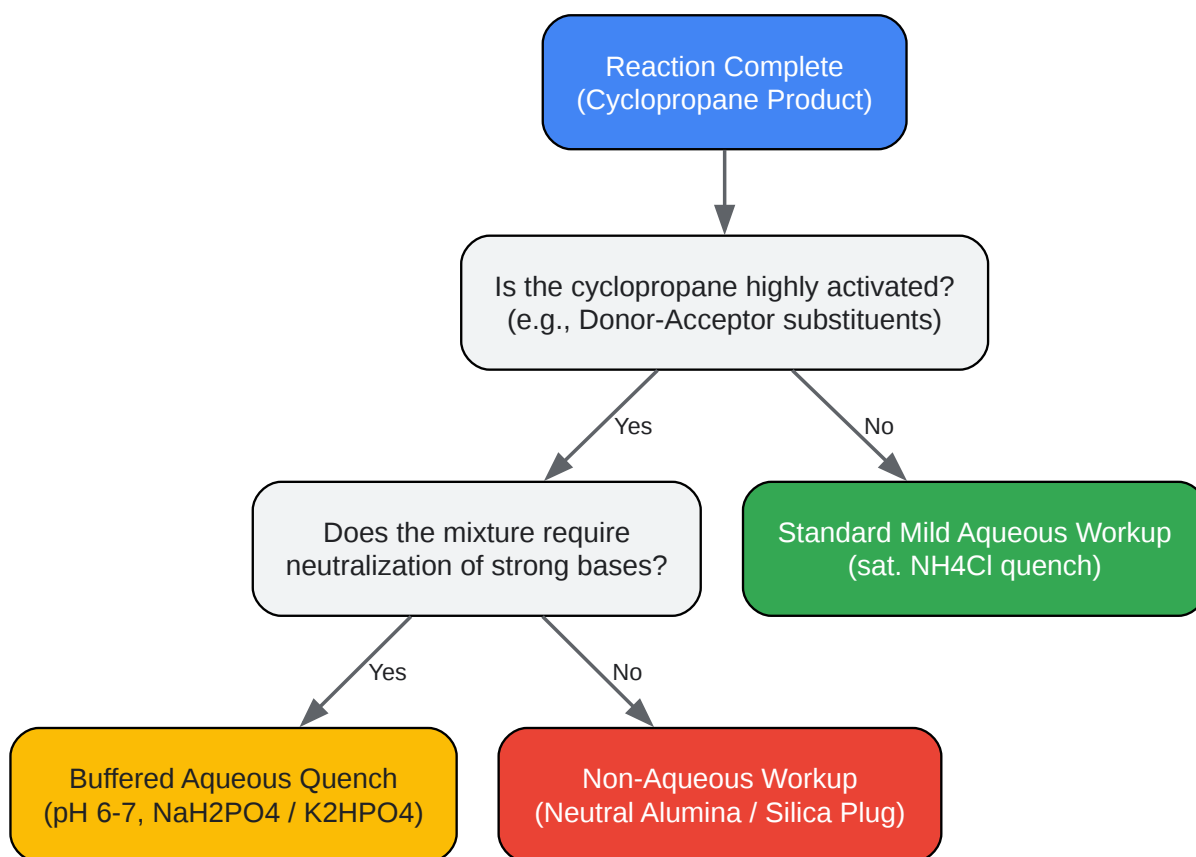 Reaction Complete
(Cyclopropane Product)
Is the cyclopropane highly activated?
(e.g., Donor-Acceptor substituents)
Yes
No
Does the mixture require
neutralization of strong bases?
Standard Mild Aqueous Workup
(sat. NH4Cl quench)
Yes
No
Buffered Aqueous Quench
(pH 6-7, NaH2PO4 / K2HPO4)
Non-Aqueous Workup
(Neutral Alumina / Silica Plug)